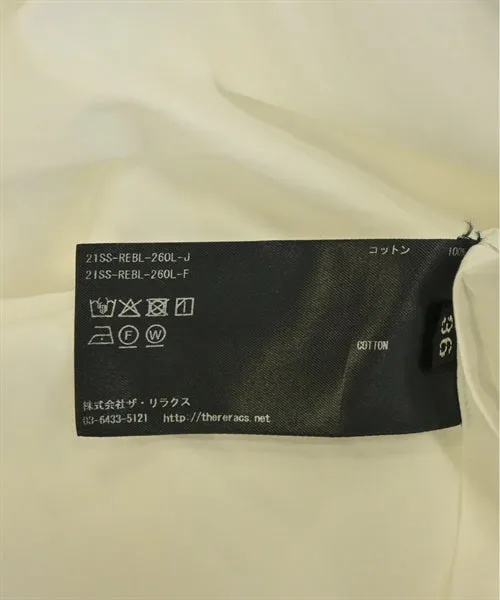 21SS-REBL-260L-J
21SS-REBL-260L-F
コットン
F W
COTTON
36
株式会社ザ・リラクス
03-6433-5121 http://thereracs.net